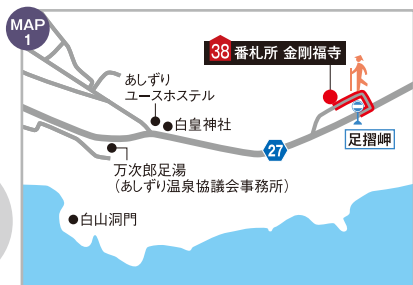 MAP
1
38 番札所 金剛福寺
あしずり
ユースホステル
白皇神社
足摺岬
27
万次郎足湯
（あしずり温泉協議会事務所）
白山洞門